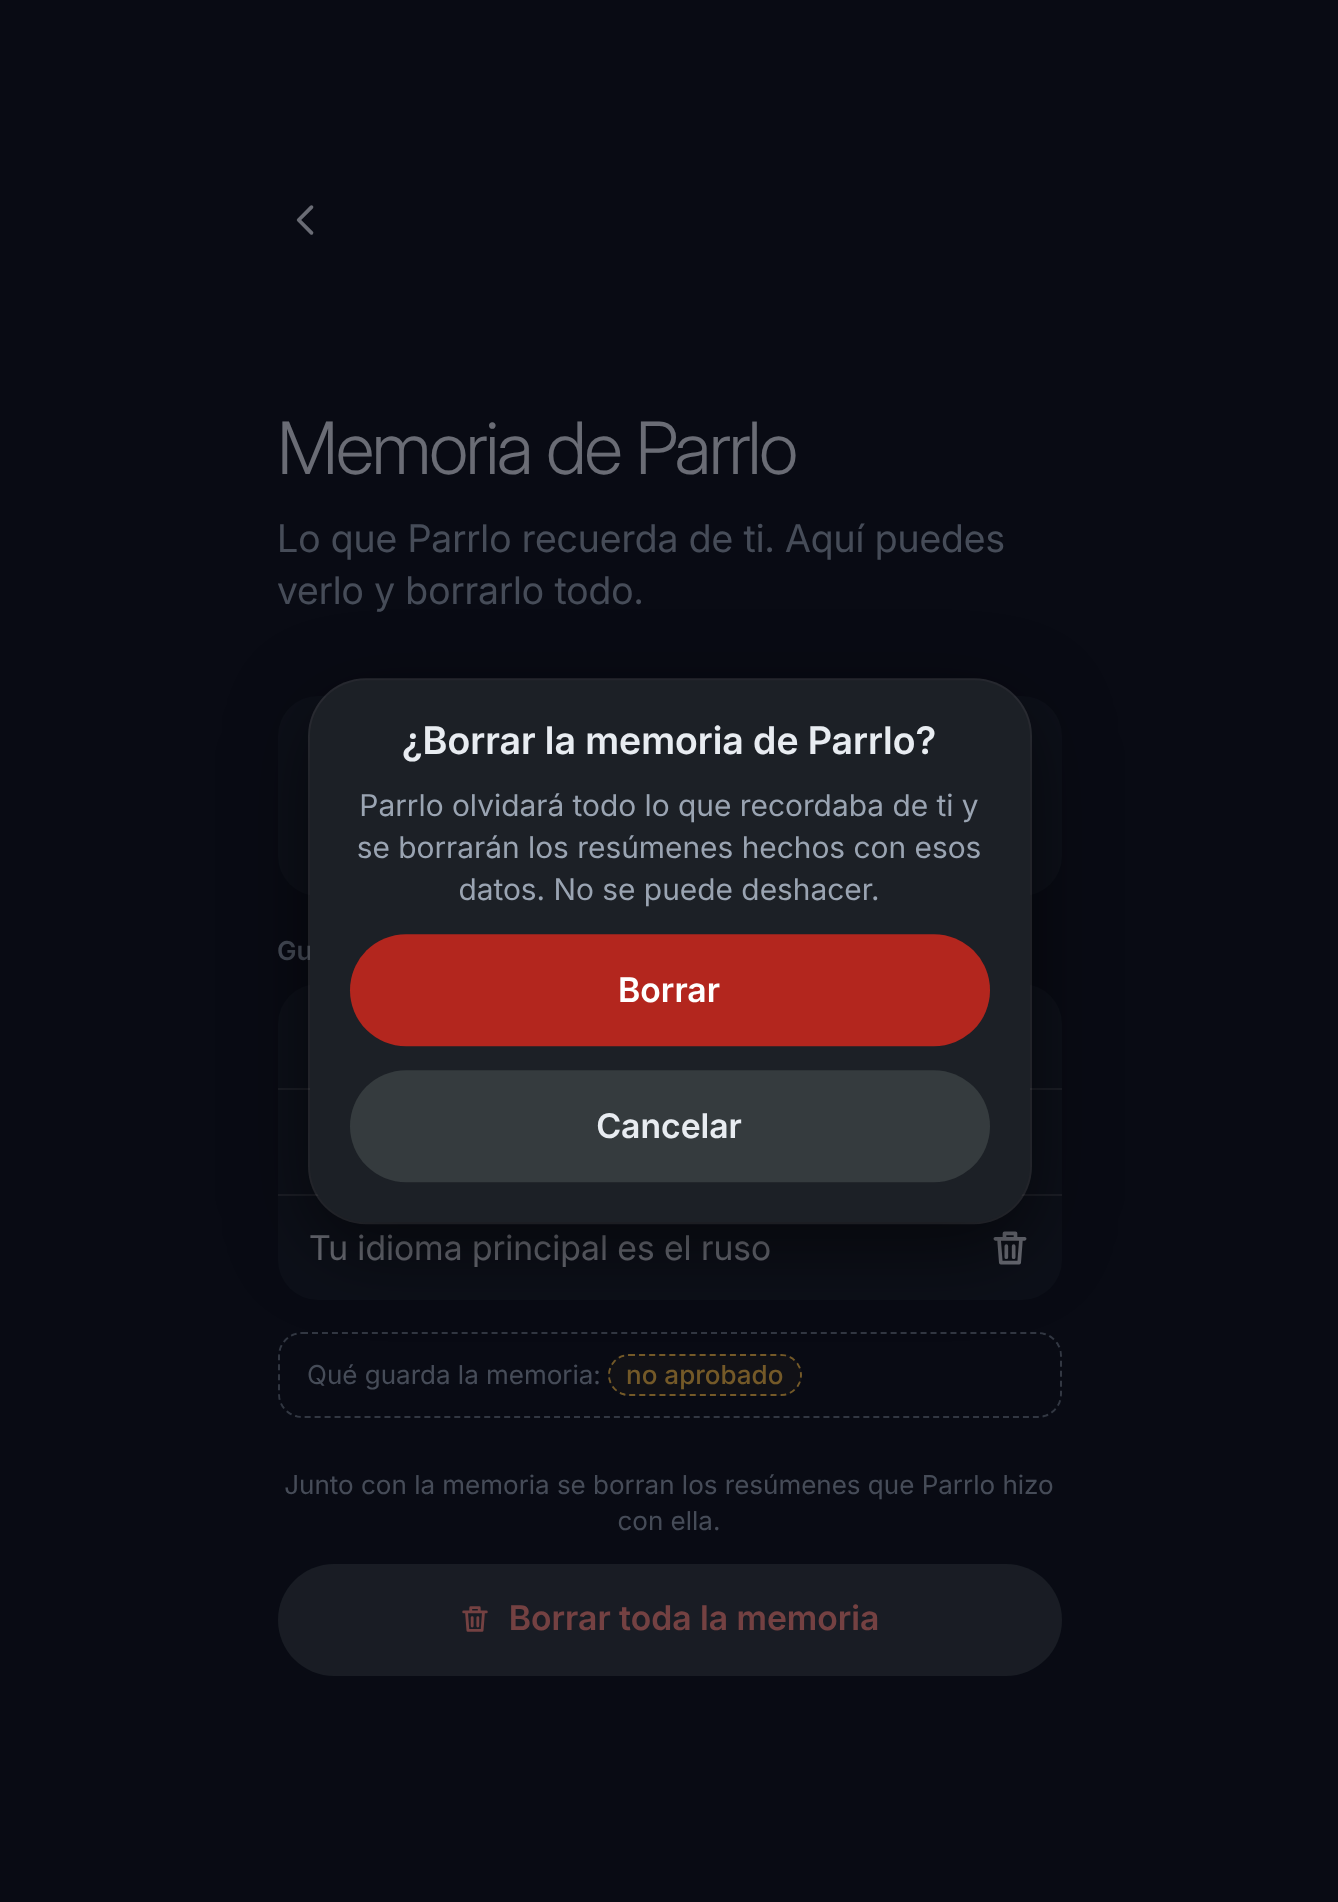 Memoria de Parrlo
Lo que Parrlo recuerda de ti. Aquí puedes
verlo y borrarlo todo.
¿Borrar la memoria de Parrlo?
Parrlo olvidará todo lo que recordaba de ti y
se borrarán los resúmenes hechos con esos
datos. No se puede deshacer.
Borrar
Cancelar
Tu idioma principal es el ruso
Qué guarda la memoria: no aprobado
Junto con la memoria se borran los resúmenes que Parrlo hizo
con ella.
Borrar toda la memoria